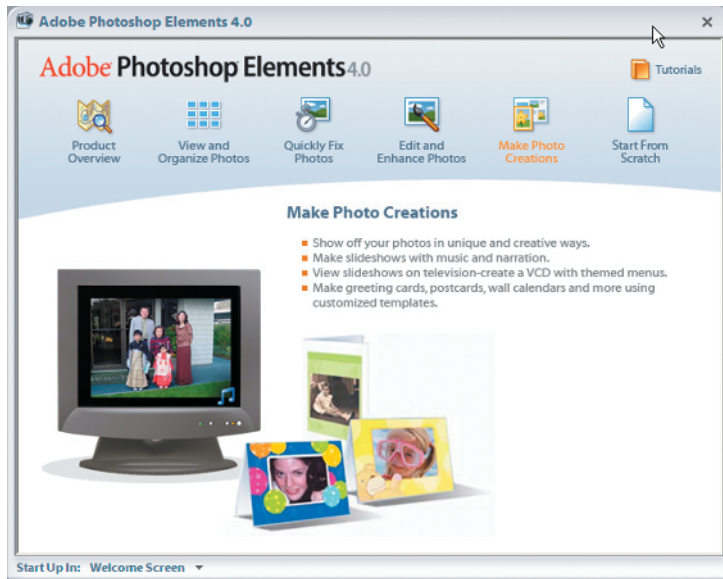 Adobe Photoshop Elements 4.0
Adobe Photoshop Elements 4.0
Tutorials
Product
Overview
View and
Organize Photos
Quickly Fix
Photos
Edit and
Enhance Photos
Make Photo
Creations
Start From
Scratch
Make Photo Creations
Show off your photos in unique and creative ways.
Make slideshows with music and narration.
View slideshows on television-create a VCD with themed menus.
Make greeting cards, postcards, wall calendars and more using
customized templates.
Start Up In: Welcome Screen